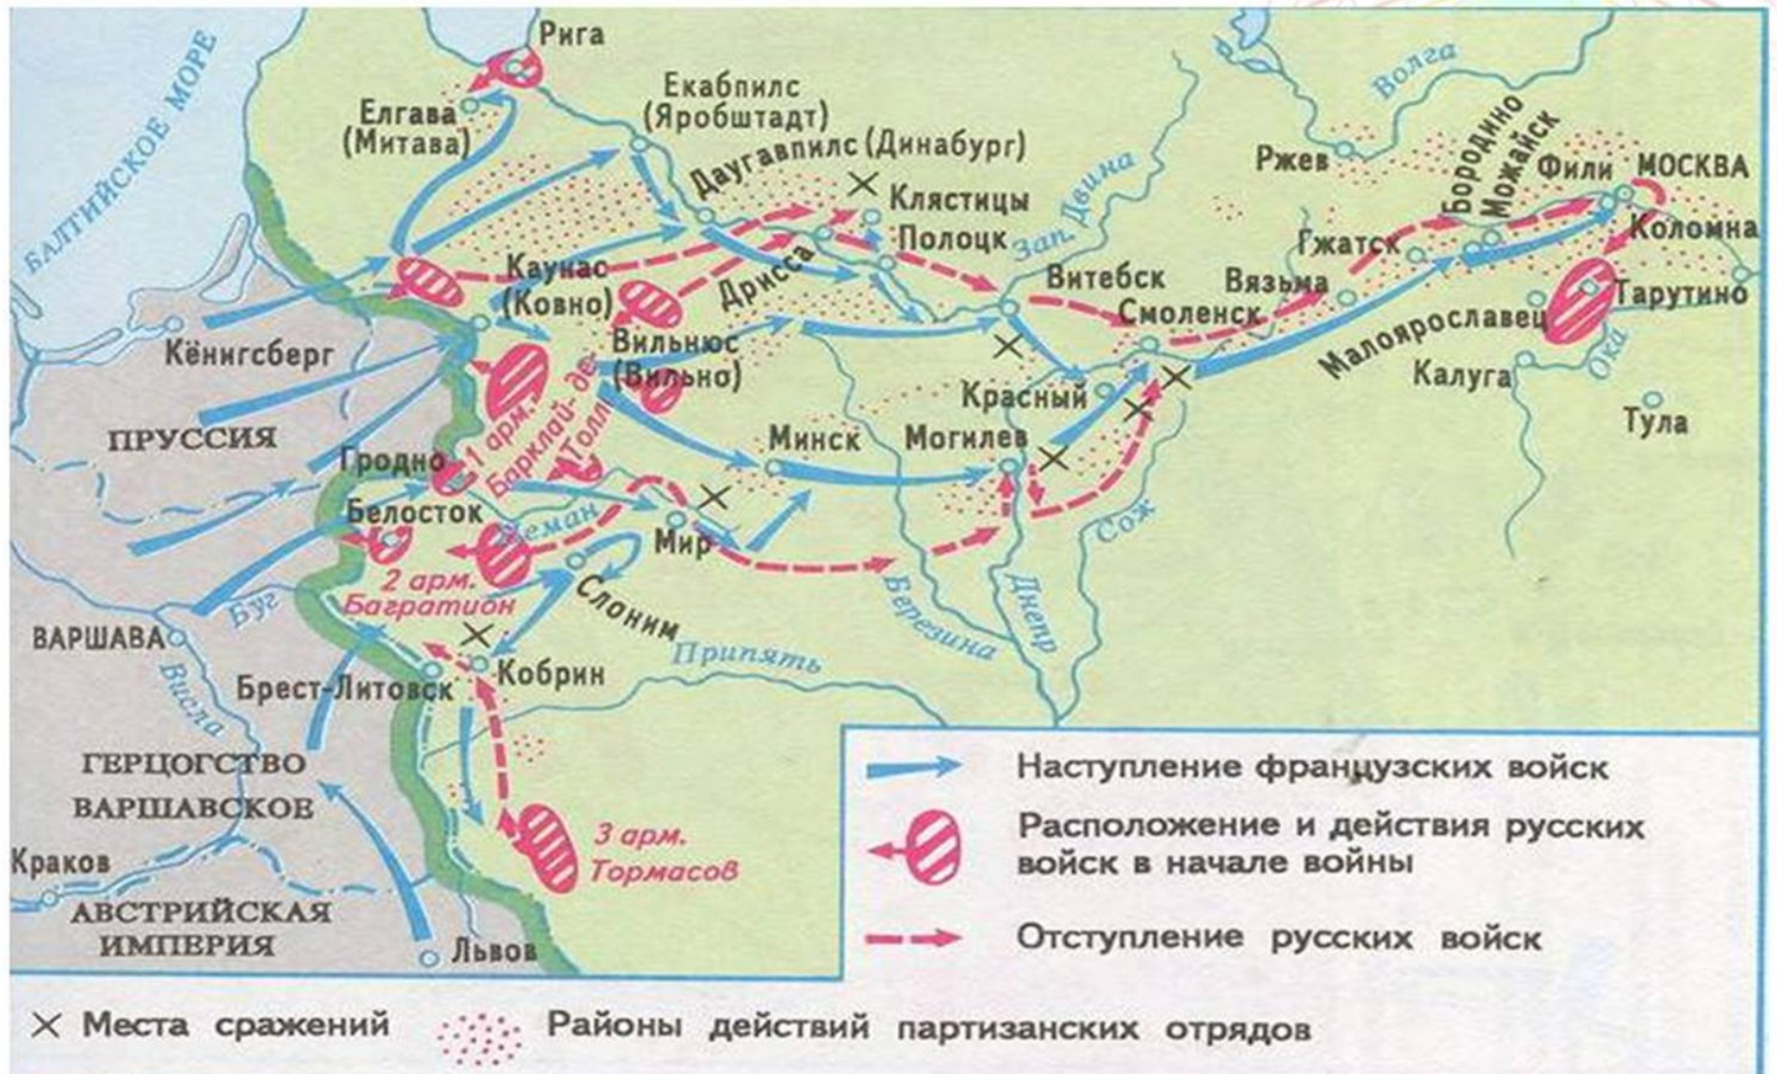 Рига
БАЛТИЙСКОЕ МОРЕ
Елгава
(Митава)
Екабпилс
(Яробштадт)
Даугавпилс (Динабург)
Клястицы
Полоцк
Дрисса
Зап. Двина
Волга
Ржев
Бородино
Можайск
Фили
МОСКВА
Коломна
Гжатск
Вязьма
Витебск
Смоленск
Тарутино
Малоярославец
Калуга
Ока
Тула
Каунас
(Ковно)
Вильнюс
(Вильно)
Кёнигсберг
ПРУССИЯ
1 арм.
Барклай-де-
Толли
Красный
Минск
Могилев
Гродно
Белосток
Неман
Мир
Сож
2 арм.
Багратион
Слоним
Березина
Днепр
Буг
ВАРШАВА
Висла
Припять
Брест-Литовск
Кобрин
ГЕРЦОГСТВО
ВАРШАВСКОЕ
3 арм.
Тормасов
Краков
АВСТРИЙСКАЯ
ИМПЕРИЯ
Львов
Наступление французских войск
Расположение и действия русских
войск в начале войны
Отступление русских войск
Места сражений
Районы действий партизанских отрядов